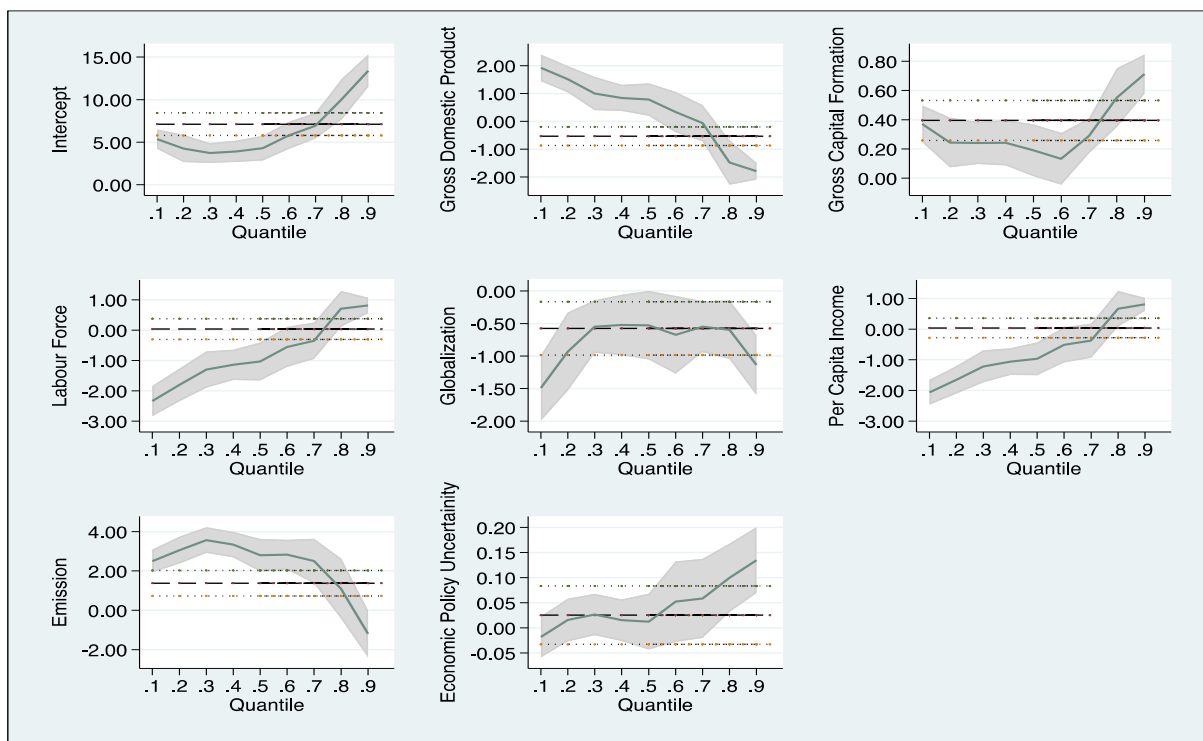 Intercept
15.00
10.00
5.00
0.00
.1 .2 .3 .4 .5 .6 .7 .8 .9
Quantile
Gross Domestic Product
2.00
1.00
0.00
-1.00
-2.00
.1 .2 .3 .4 .5 .6 .7 .8 .9
Quantile
Gross Capital Formation
0.80
0.60
0.40
0.20
0.00
.1 .2 .3 .4 .5 .6 .7 .8 .9
Quantile
Labour Force
1.00
0.00
-1.00
-2.00
-3.00
.1 .2 .3 .4 .5 .6 .7 .8 .9
Quantile
Globalization
0.00
-0.50
-1.00
-1.50
-2.00
.1 .2 .3 .4 .5 .6 .7 .8 .9
Quantile
Per Capita Income
1.00
0.00
-1.00
-2.00
-3.00
.1 .2 .3 .4 .5 .6 .7 .8 .9
Quantile
Emission
4.00
2.00
0.00
-2.00
.1 .2 .3 .4 .5 .6 .7 .8 .9
Quantile
Economic Policy Uncertainity
0.20
0.15
0.10
0.05
0.00
-0.05
.1 .2 .3 .4 .5 .6 .7 .8 .9
Quantile